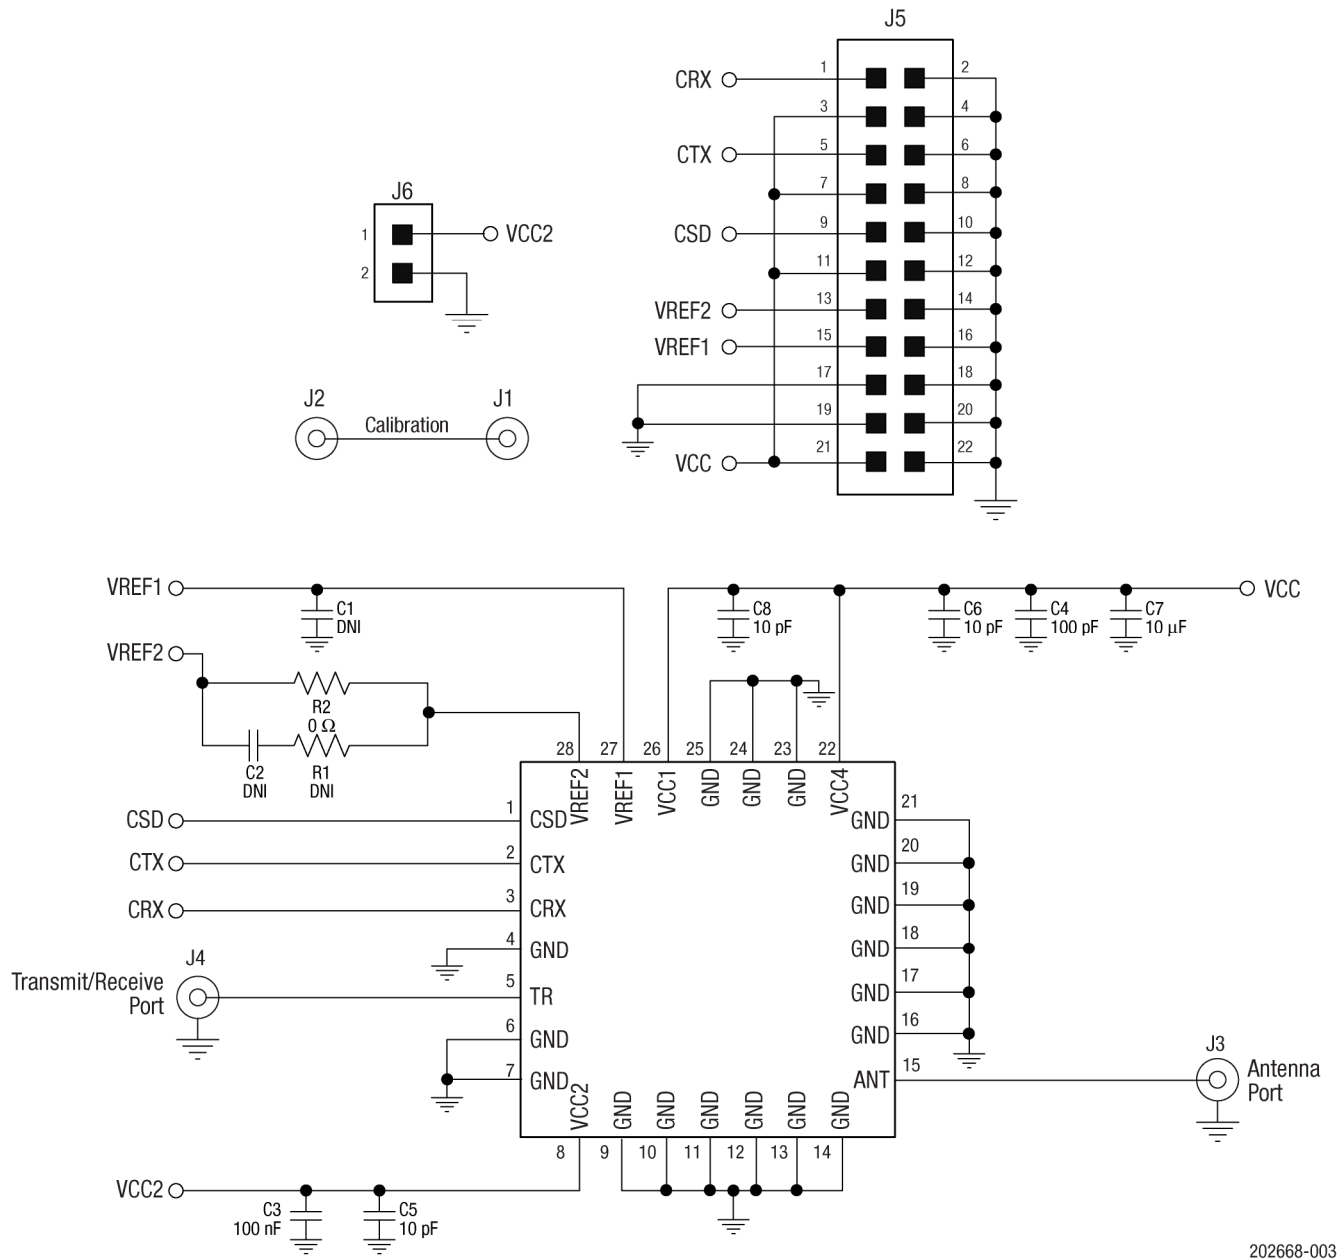 J5
CRX
1
2
3
4
CTX
5
6
7
8
CSD
9
10
11
12
VREF2
13
14
VREF1
15
16
17
18
19
20
VCC
21
22
J6
1
VCC2
2
J2
J1
Calibration
VREF1
C1
DNI
VREF2
R2
0 Ω
C2
DNI
R1
DNI
C8
10 pF
C6
10 pF
C4
100 pF
C7
10 µF
VCC
28
27
26
25
24
23
22
VREF2
VREF1
VCC1
GND
GND
GND
VCC4
CSD
1
CSD
CTX
2
CTX
CRX
3
CRX
4
GND
J4
Transmit/Receive
Port
5
TR
6
GND
7
GND
21
GND
20
GND
19
GND
18
GND
17
GND
16
GND
15
ANT
J3
Antenna
Port
VCC2
GND
GND
GND
GND
GND
GND
8
9
10
11
12
13
14
VCC2
C3
100 nF
C5
10 pF
202668-003